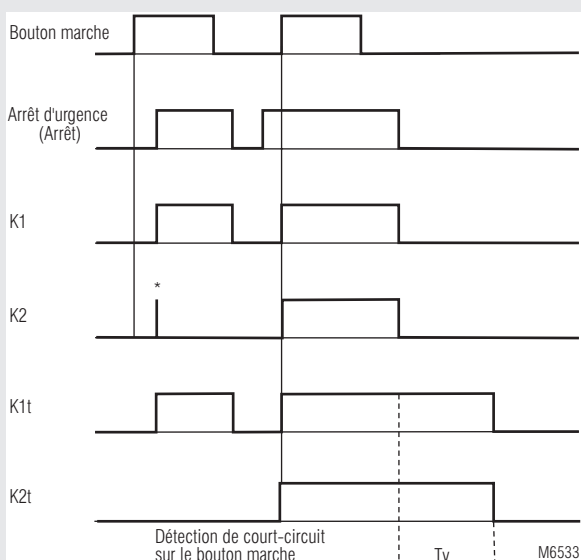 Bouton marche
Arrêt d'urgence
(Arrêt)
K1
*
K2
K1t
K2t
Détection de court-circuit
sur le bouton marche
Tv
M6533